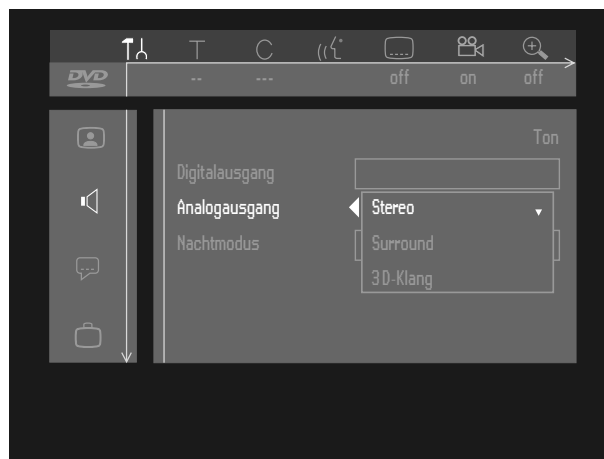 T C
DVD -- --- off on off
Ton
Digitalausgang
Analogausgang Stereo
Nachtmodus Surround
3D-Klang